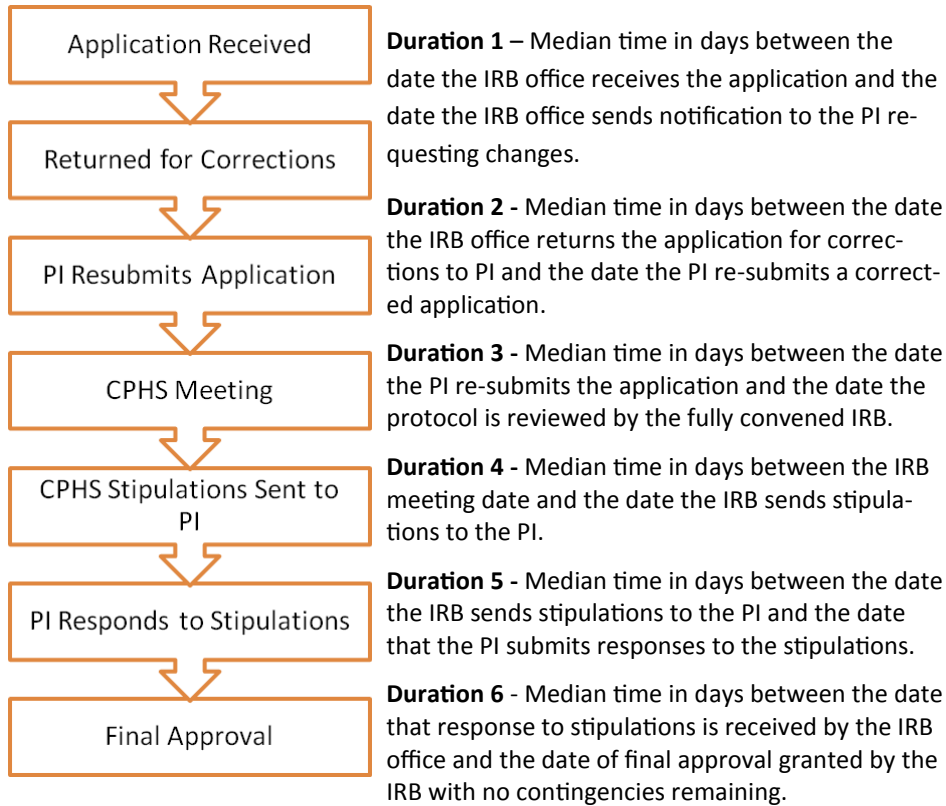 Application Received
Returned for Corrections
PI Resubmits Application
CPHS Meeting
CPHS Stipulations Sent to
PI
PI Responds to Stipulations
Final Approval
Duration 1 – Median time in days between the
date the IRB office receives the application and the
date the IRB office sends notification to the PI re-
questing changes.
Duration 2 - Median time in days between the date
the IRB office returns the application for correc-
tions to PI and the date the PI re-submits a correct-
ed application.
Duration 3 - Median time in days between the date
the PI re-submits the application and the date the
protocol is reviewed by the fully convened IRB.
Duration 4 - Median time in days between the IRB
meeting date and the date the IRB sends stipula-
tions to the PI.
Duration 5 - Median time in days between the date
the IRB sends stipulations to the PI and the date
that the PI submits responses to the stipulations.
Duration 6 - Median time in days between the date
that response to stipulations is received by the IRB
office and the date of final approval granted by the
IRB with no contingencies remaining.